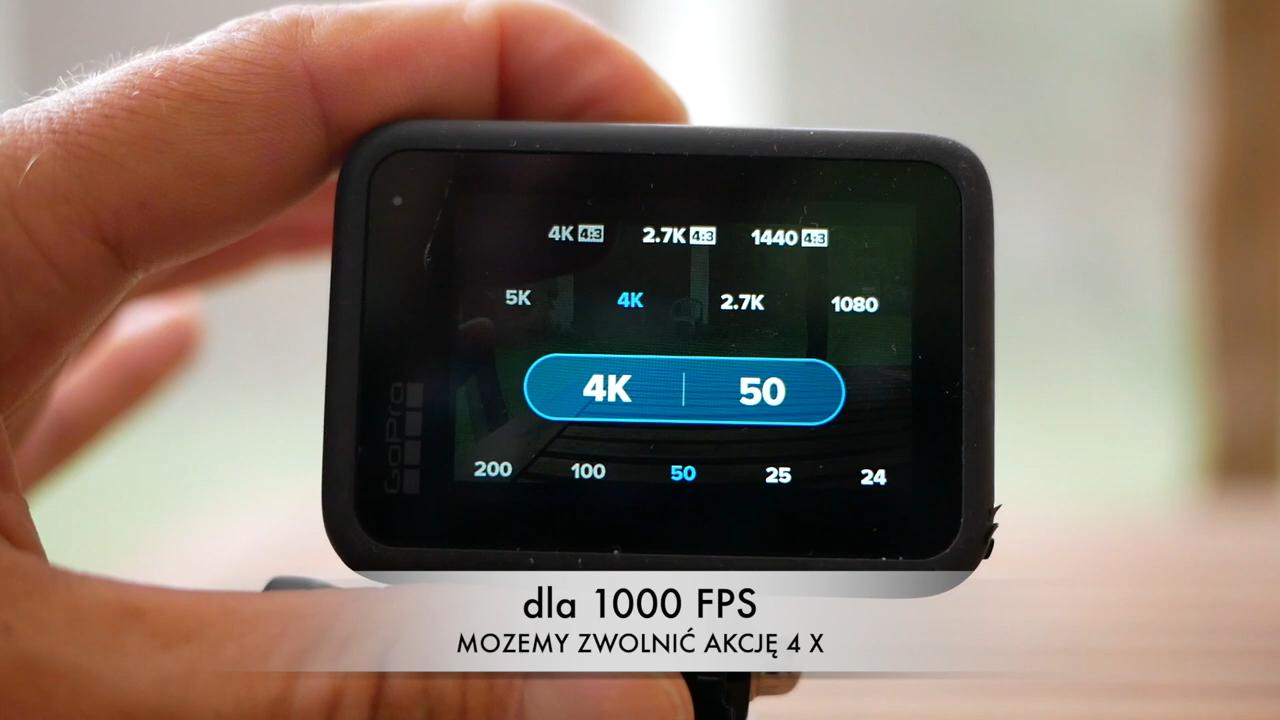 4K 4:3 2.7K 4:3 1440 4:3
5K 4K 2.7K 1080
4K | 50
200 100 50 25 24
GoPro
dla 1000 FPS
MOZEMY ZWOLNIĆ AKCJĘ 4 X